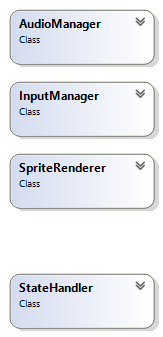 AudioManager
Class
InputManager
Class
SpriteRenderer
Class
StateHandler
Class